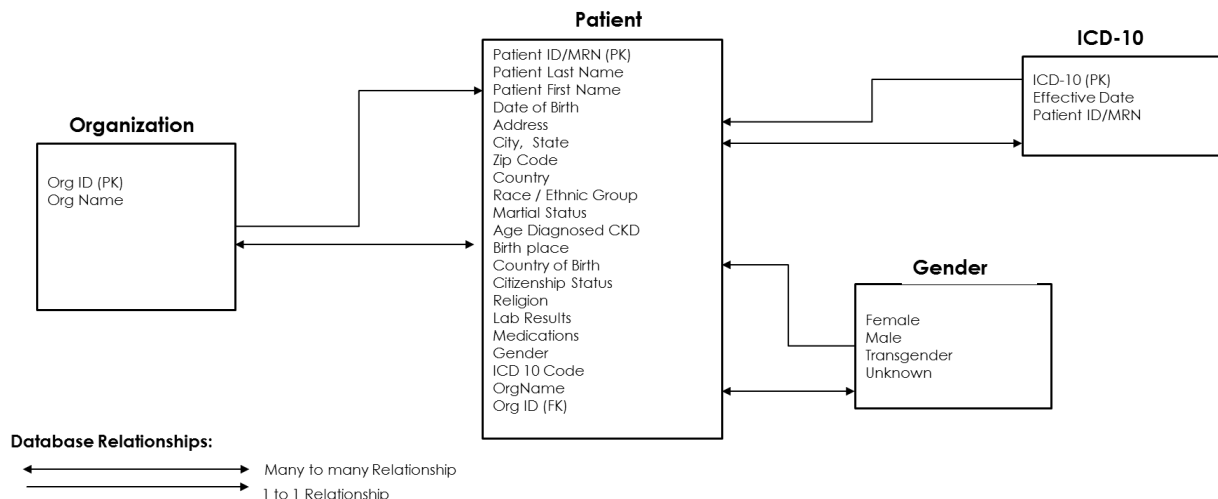 Patient
Patient ID/MRN (PK)
Patient Last Name
Patient First Name
Date of Birth
Address
City, State
Zip Code
Country
Race / Ethnic Group
Martial Status
Age Diagnosed CKD
Birth place
Country of Birth
Citizenship Status
Religion
Lab Results
Medications
Gender
ICD 10 Code
OrgName
Org ID (FK)
ICD-10
ICD-10 (PK)
Effective Date
Patient ID/MRN
Organization
Org ID (PK)
Org Name
Gender
Female
Male
Transgender
Unknown
Database Relationships:
Many to many Relationship
1 to 1 Relationship